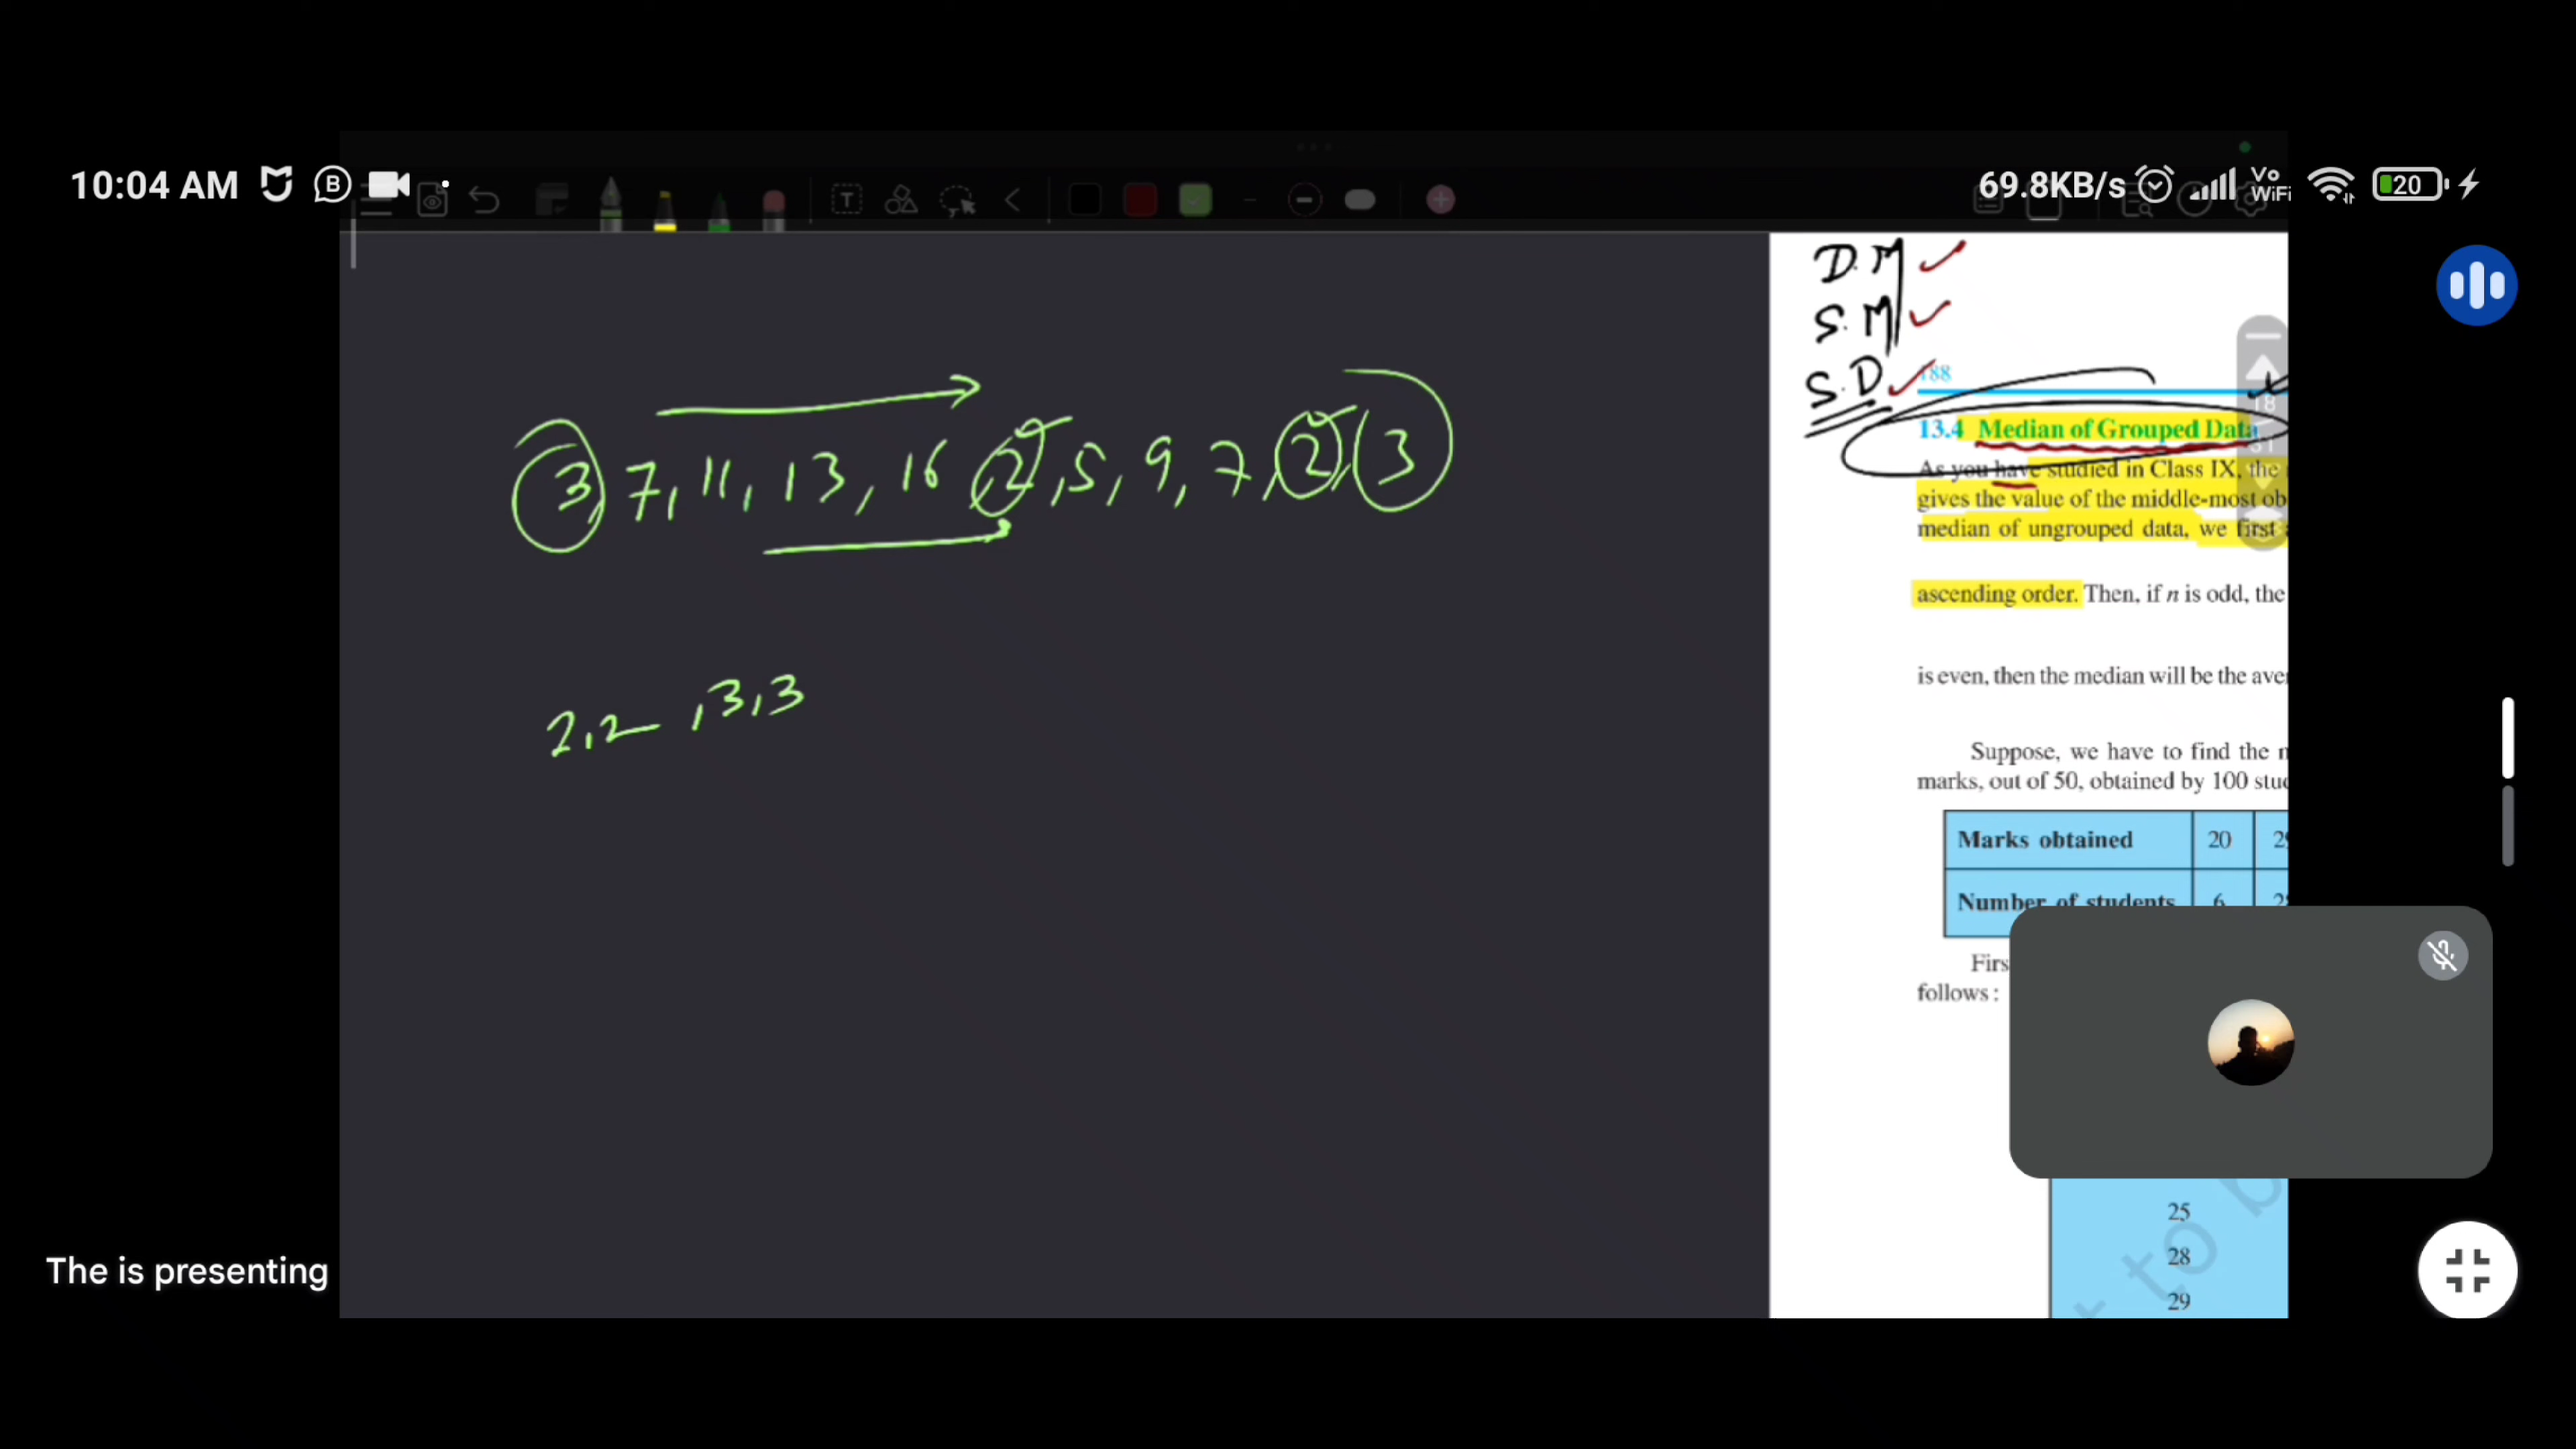 10:04 AM
69.8KB/s
Vo
WiFi
20
3, 7, 11, 13, 16, 2, 5, 9, 7, 2, 3
2, 2, 3, 3
D.M
S.M
S.D
188
13.4 Median of Grouped Data
As you have studied in Class IX, the
gives the value of the middle-most ob
median of ungrouped data, we first
ascending order. Then, if n is odd, the
is even, then the median will be the ave
Suppose, we have to find the
marks, out of 50, obtained by 100 stu
Marks obtained 20
Number of students 6
Firs
follows :
25
28
29
The is presenting